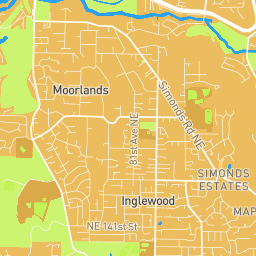 Moorlands
Simonds Rd NE
81st Ave NE
SIMONDS
ESTATES
Inglewood
MAP
NE 141st St